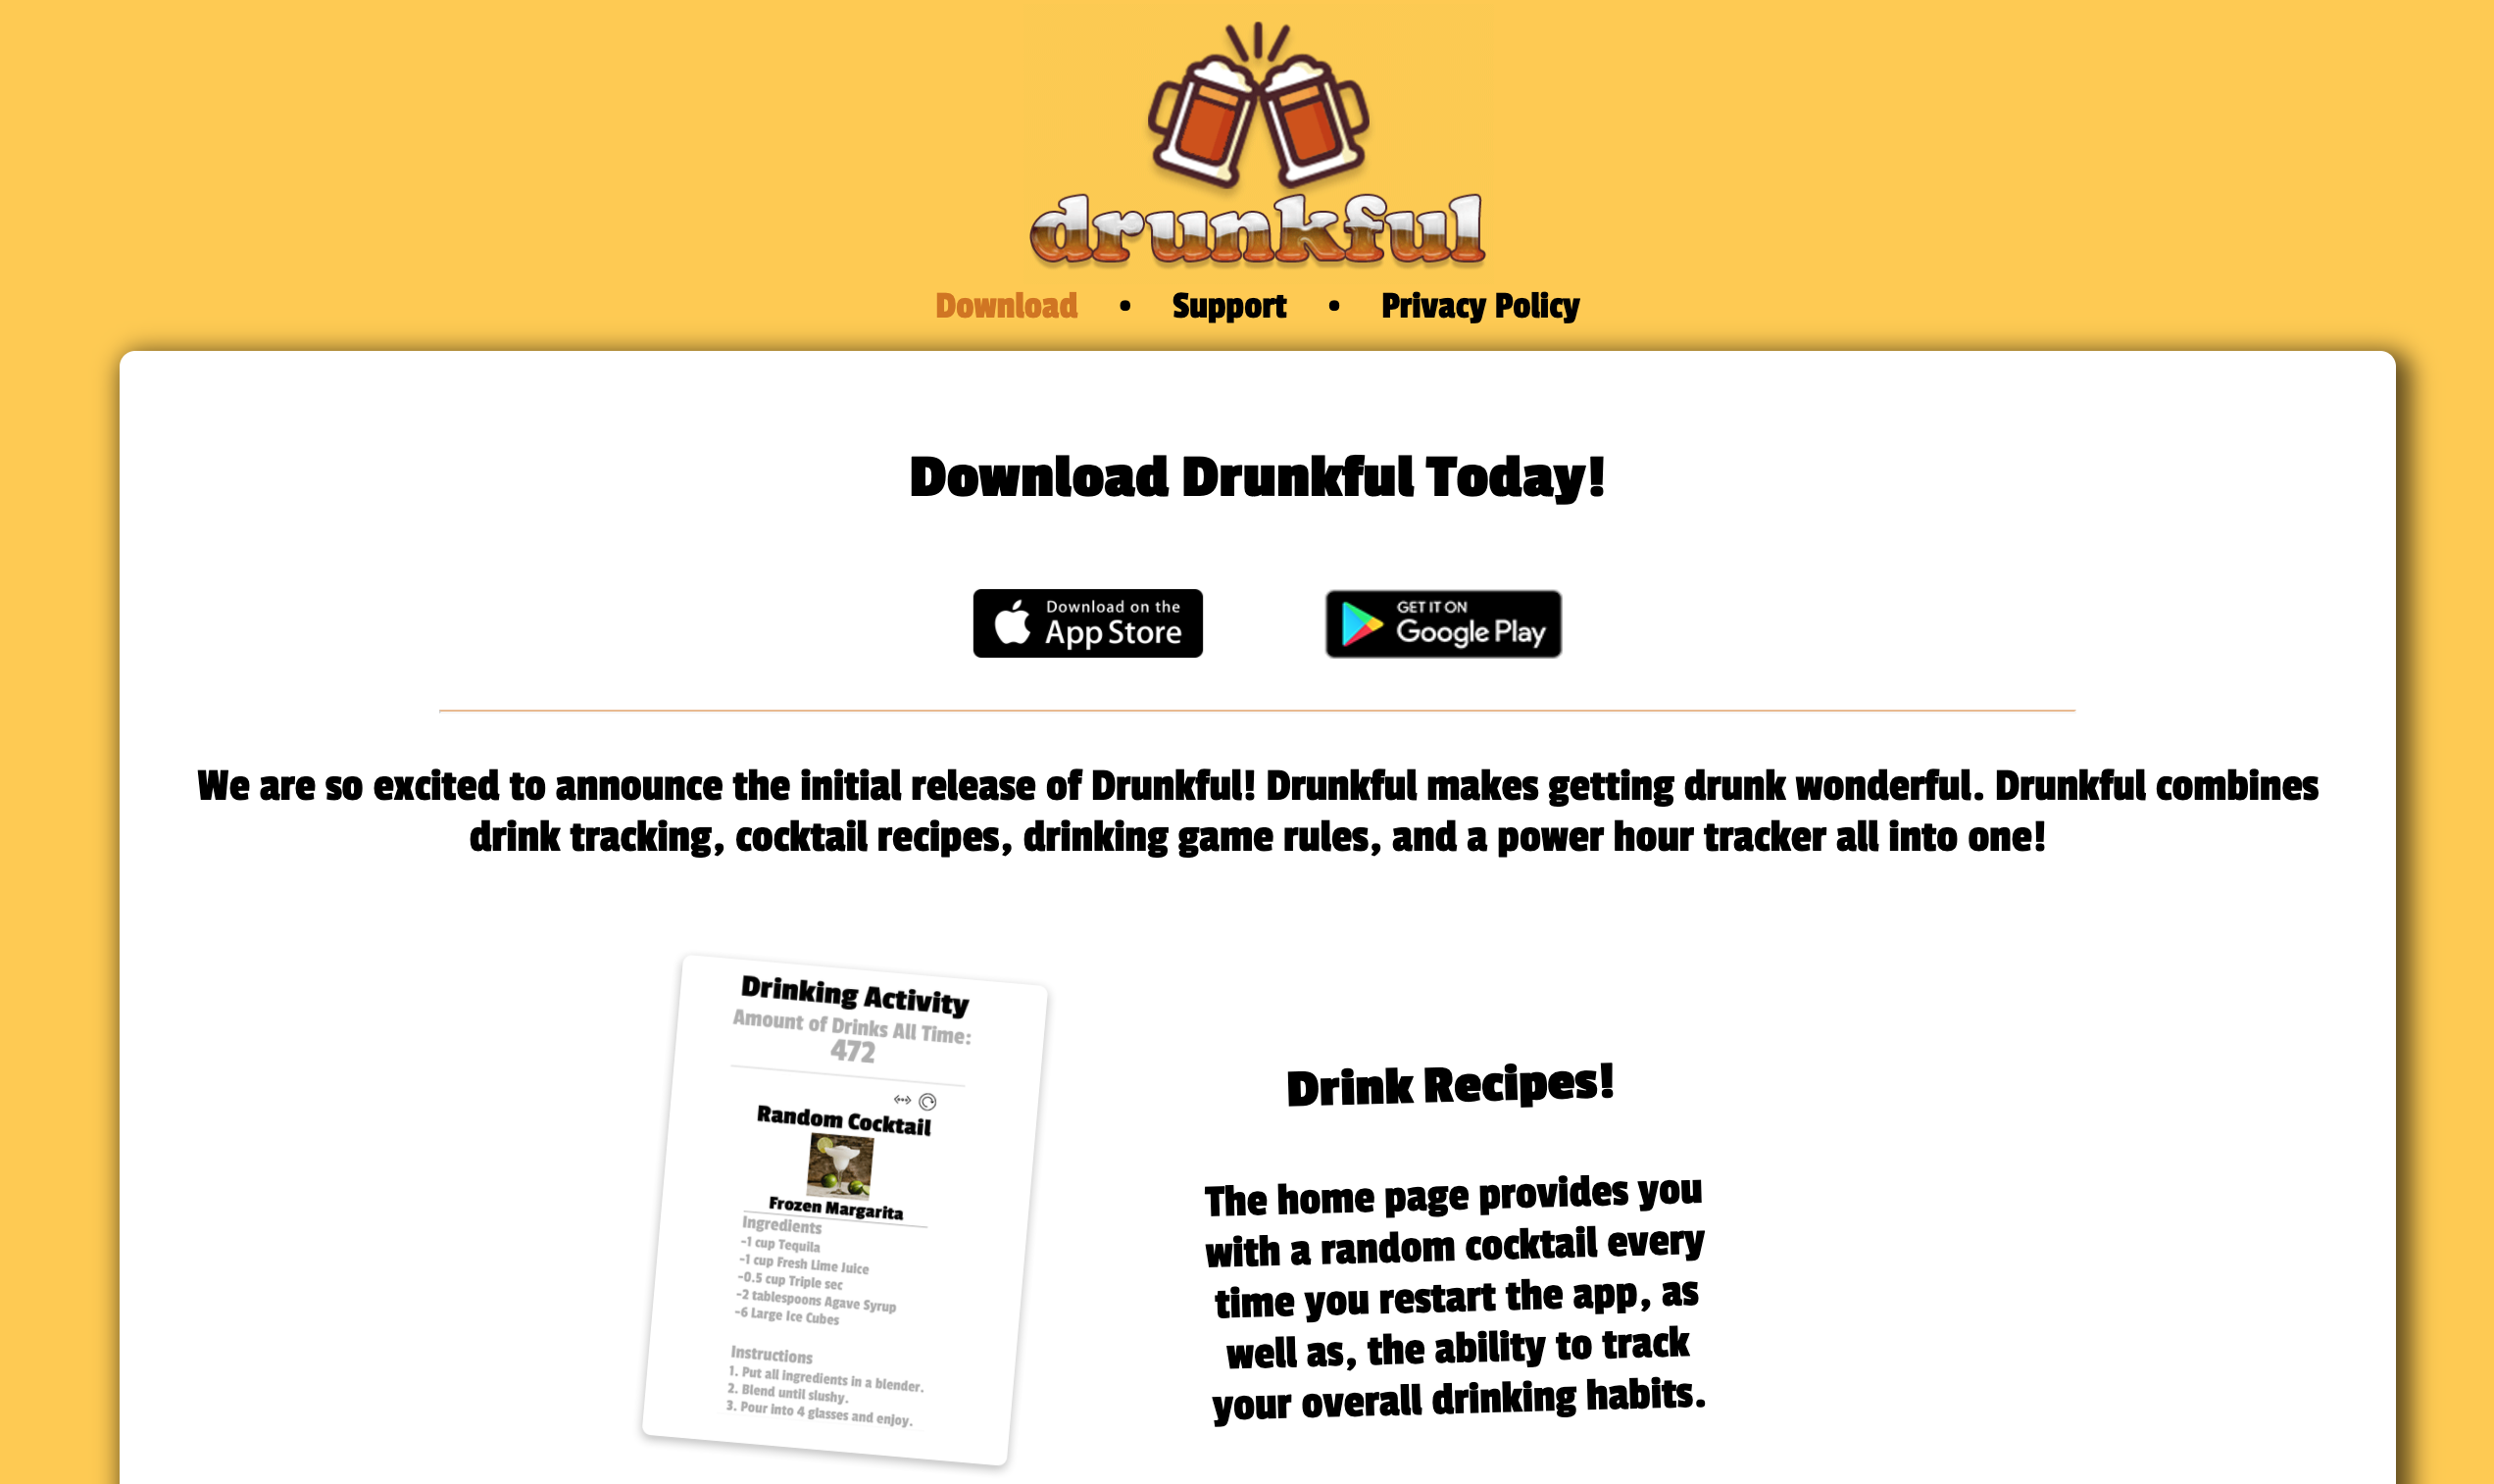 drunkful
Download • Support • Privacy Policy
Download Drunkful Today!
Download on the
App Store
GET IT ON
Google Play
We are so excited to announce the initial release of Drunkful! Drunkful makes getting drunk wonderful. Drunkful combines
drink tracking, cocktail recipes, drinking game rules, and a power hour tracker all into one!
Drinking Activity
Amount of Drinks All Time:
472
Random Cocktail
Frozen Margarita
Ingredients
-1 cup Tequila
-1 cup Fresh Lime Juice
-0.5 cup Triple sec
-2 tablespoons Agave Syrup
-6 Large Ice Cubes
Instructions
1. Put all ingredients in a blender.
2. Blend until slushy.
3. Pour into 4 glasses and enjoy.
Drink Recipes!
The home page provides you
with a random cocktail every
time you restart the app, as
well as, the ability to track
your overall drinking habits.